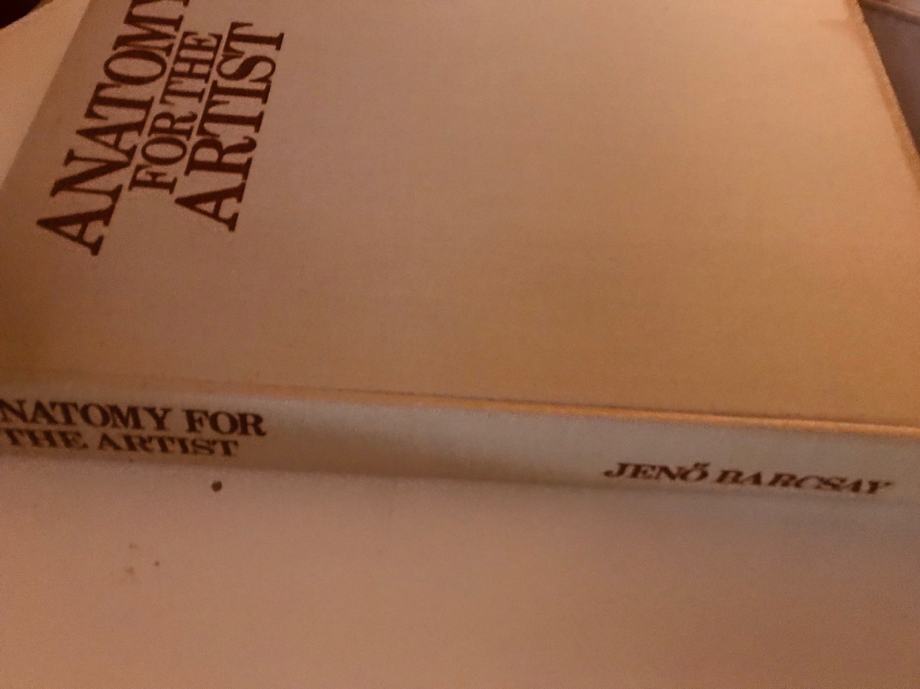 ANATOMY
FOR THE
ARTIST
NATOMY FOR
THE ARTIST
JENŐ BARCSAY